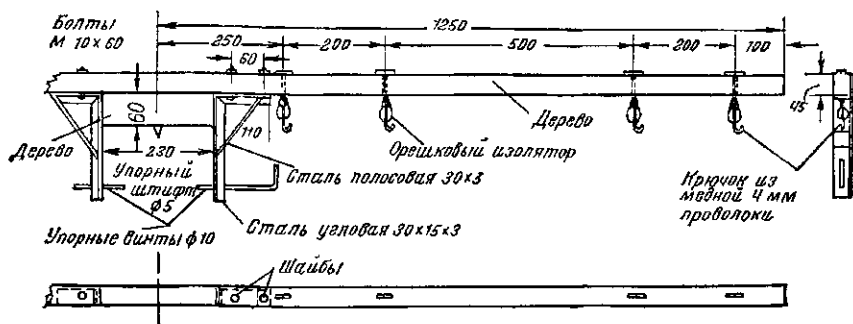 Болты
М 10×60
1250
250
200
500
200
100
60
45
60
110
Дерево
230
Дерево
Орешковый изолятор
Упорный
штифт
ф5
Сталь полосовая 30×3
Крючок из
медной 4 мм
проволоки
Упорные винты ф10
Сталь угловая 30×15×3
Шайбы